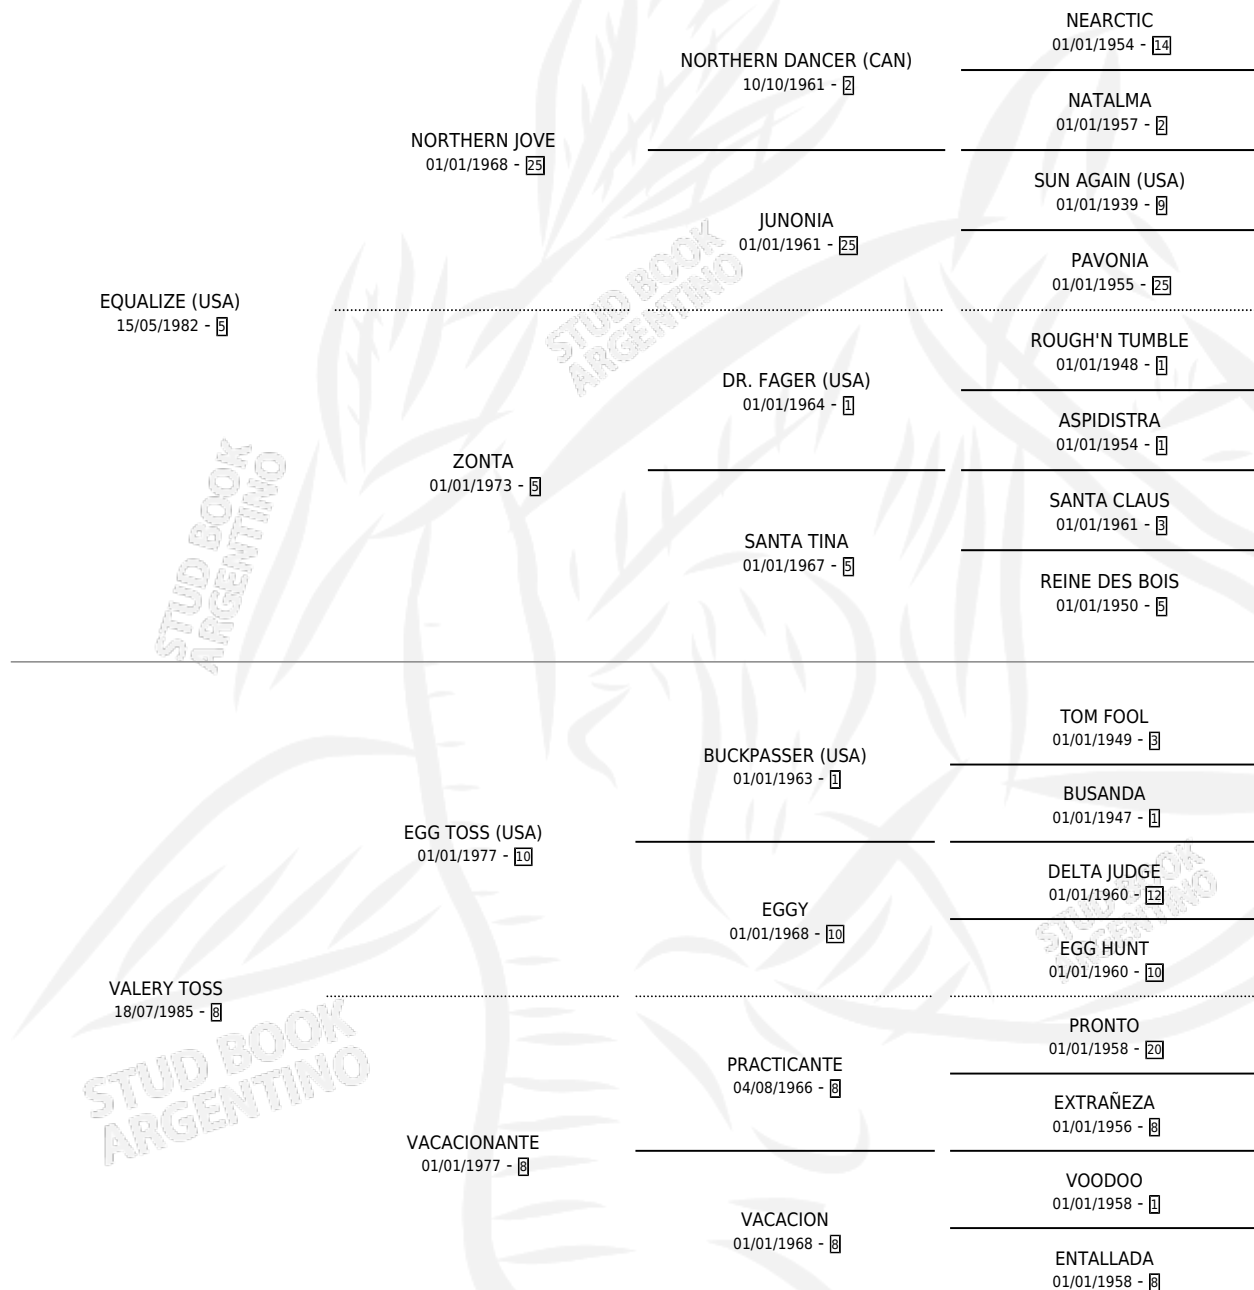 NEARCTIC
01/01/1954 - 14
NORTHERN DANCER (CAN)
10/10/1961 - 2
NATALMA
01/01/1957 - 2
NORTHERN JOVE
01/01/1968 - 25
SUN AGAIN (USA)
01/01/1939 - 9
JUNONIA
01/01/1961 - 25
PAVONIA
01/01/1955 - 25
EQUALIZE (USA)
15/05/1982 - 5
ROUGH'N TUMBLE
01/01/1948 - 1
DR. FAGER (USA)
01/01/1964 - 1
ASPIDISTRA
01/01/1954 - 1
ZONTA
01/01/1973 - 5
SANTA CLAUS
01/01/1961 - 3
SANTA TINA
01/01/1967 - 5
REINE DES BOIS
01/01/1950 - 5
TOM FOOL
01/01/1949 - 3
BUCKPASSER (USA)
01/01/1963 - 1
BUSANDA
01/01/1947 - 1
EGG TOSS (USA)
01/01/1977 - 10
DELTA JUDGE
01/01/1960 - 12
EGGY
01/01/1968 - 10
EGG HUNT
01/01/1960 - 10
VALERY TOSS
18/07/1985 - 8
PRONTO
01/01/1958 - 20
PRACTICANTE
04/08/1966 - 8
EXTRAÑEZA
01/01/1956 - 8
VACACIONANTE
01/01/1977 - 8
VOODOO
01/01/1958 - 1
VACACION
01/01/1968 - 8
ENTALLADA
01/01/1958 - 8
STUD BOOK
ARGENTINO
STUD BOOK
ARGENTINO
STUD BOOK
ARGENTINO
STUD BOOK
ARGENTINO